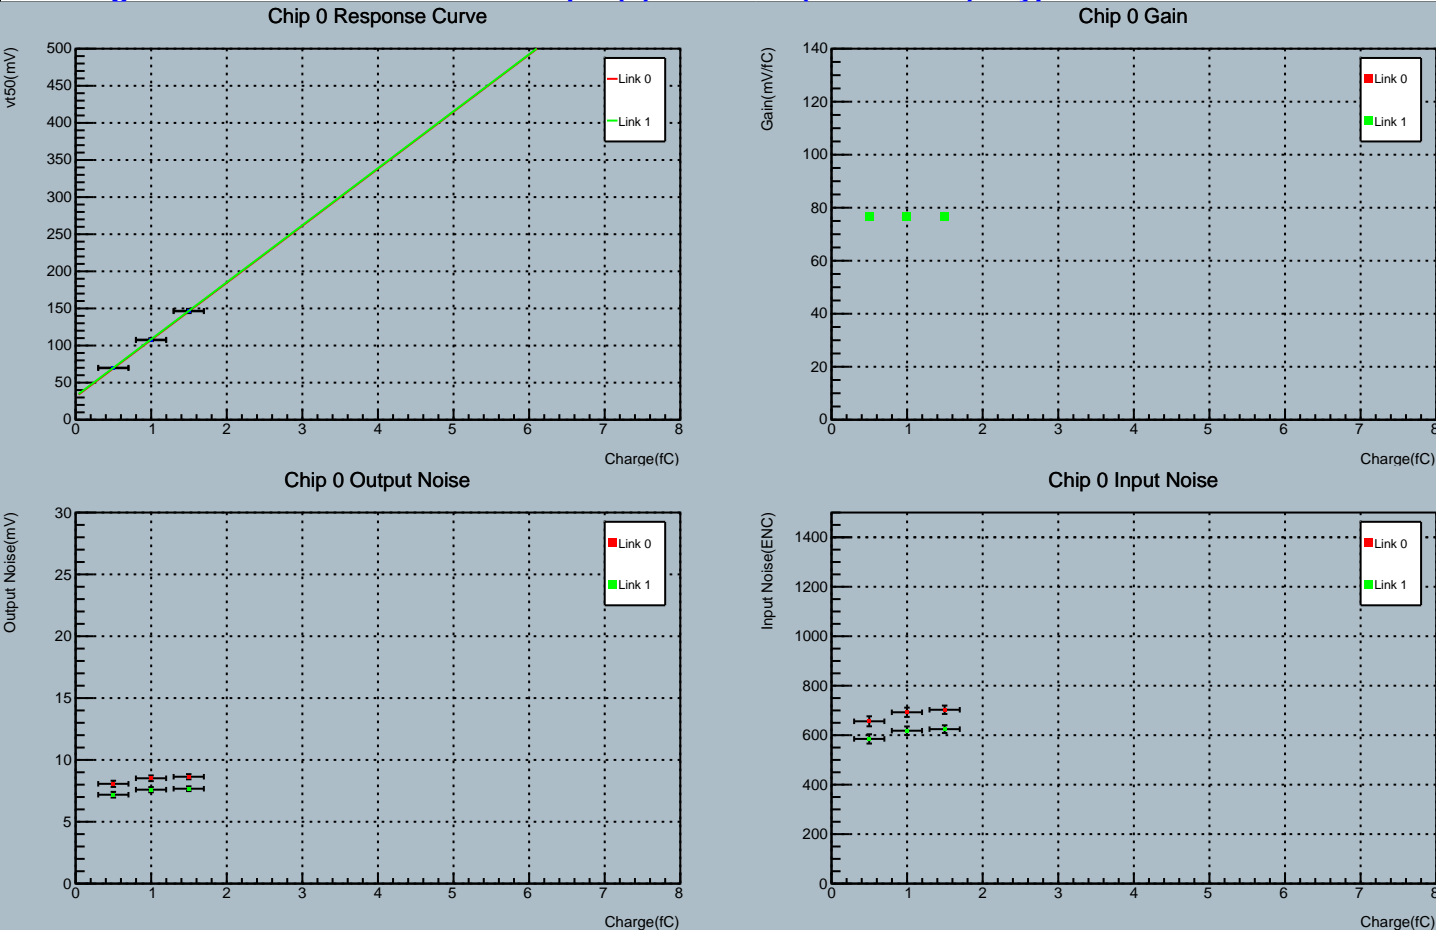 Chip 0 Response Curve
vt50(mV)
500
450
400
350
300
250
200
150
100
50
0
0 1 2 3 4 5 6 7 8
Charge(fC)
Link 0
Link 1
Chip 0 Gain
Gain(mV/fC)
140
120
100
80
60
40
20
0
0 1 2 3 4 5 6 7 8
Charge(fC)
Link 0
Link 1
Chip 0 Output Noise
Output Noise(mV)
30
25
20
15
10
5
0
0 1 2 3 4 5 6 7 8
Charge(fC)
Link 0
Link 1
Chip 0 Input Noise
Input Noise(ENC)
1400
1200
1000
800
600
400
200
0
0 1 2 3 4 5 6 7 8
Charge(fC)
Link 0
Link 1